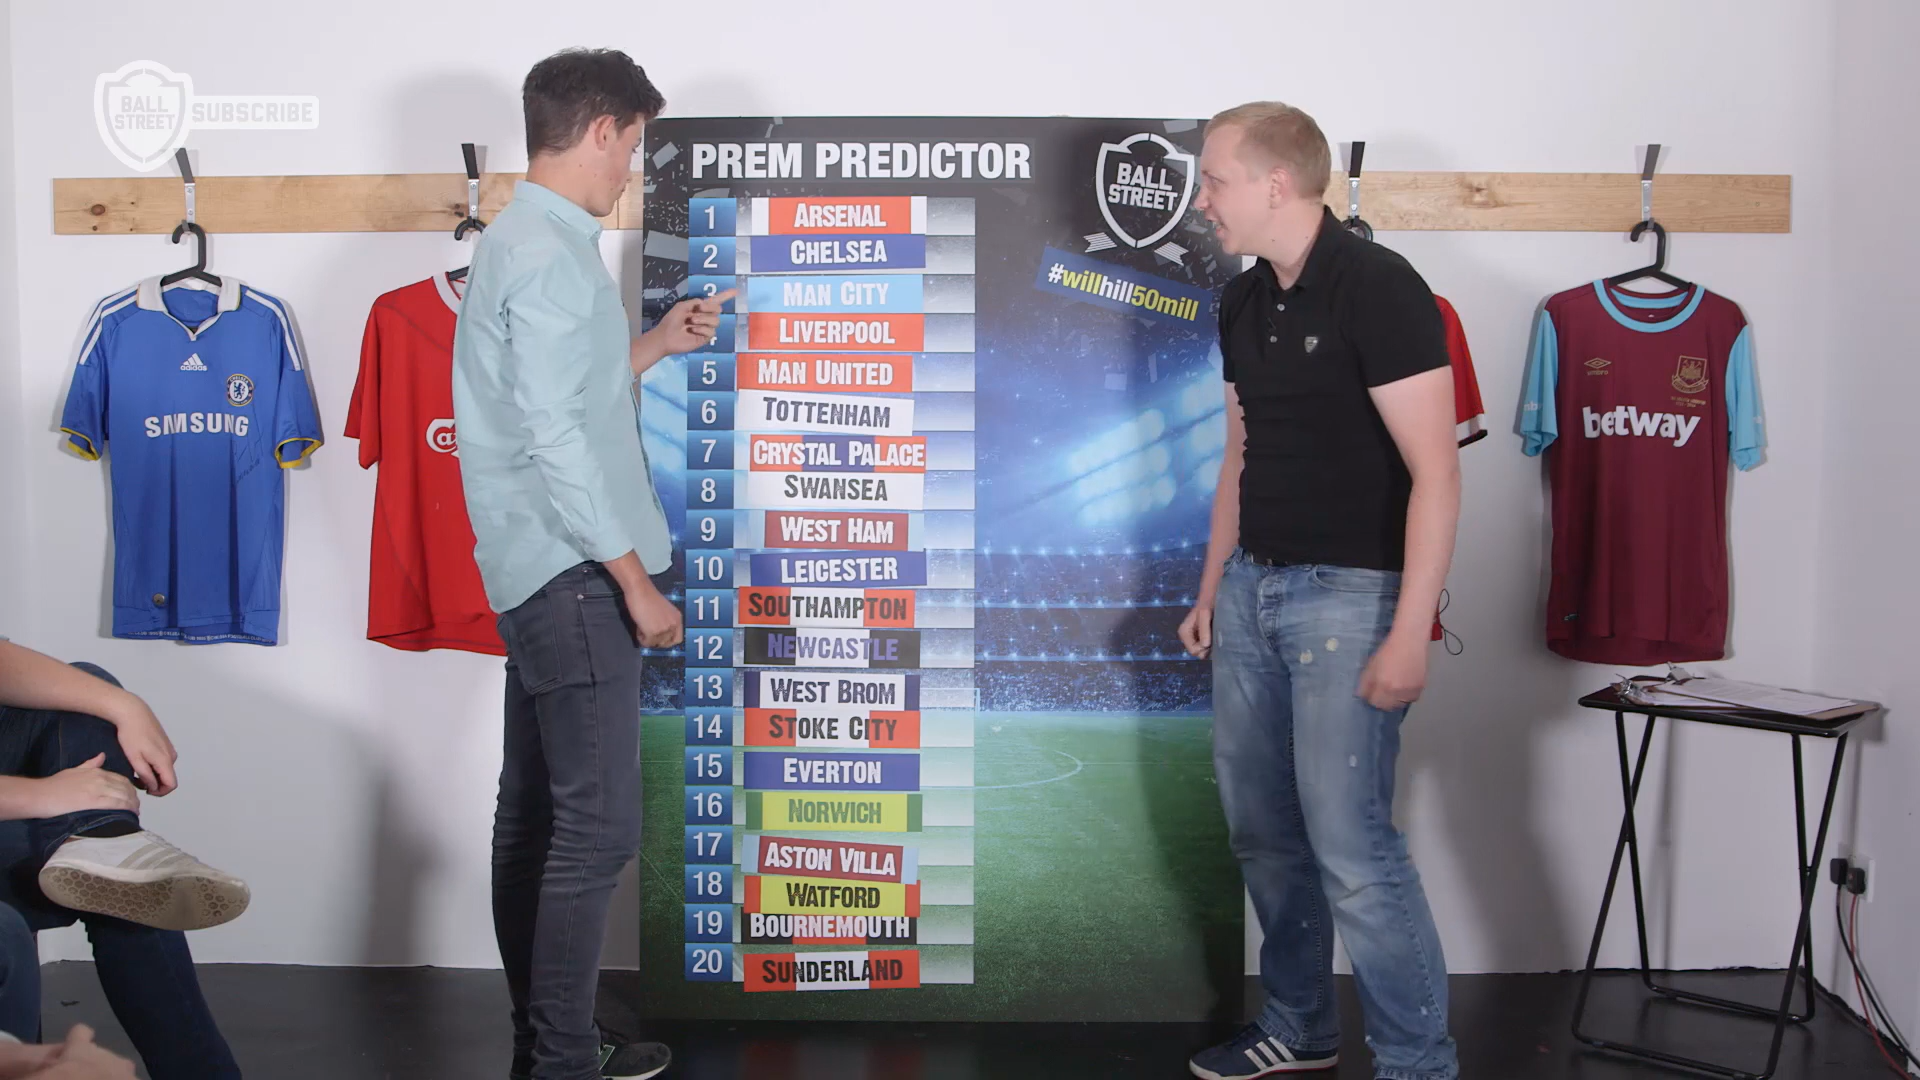 BALL
STREET
SUBSCRIBE
PREM PREDICTOR
BALL
STREET
#willhill50mill
1 ARSENAL
2 CHELSEA
3 MAN CITY
LIVERPOOL
5 MAN UNITED
6 TOTTENHAM
7 CRYSTAL PALACE
8 SWANSEA
9 WEST HAM
10 LEICESTER
11 SOUTHAMPTON
12 NEWCASTLE
13 WEST BROM
14 STOKE CITY
15 EVERTON
16 NORWICH
17 ASTON VILLA
18 WATFORD
19 BOURNEMOUTH
20 SUNDERLAND
adidas
SAMSUNG
umbro
betway